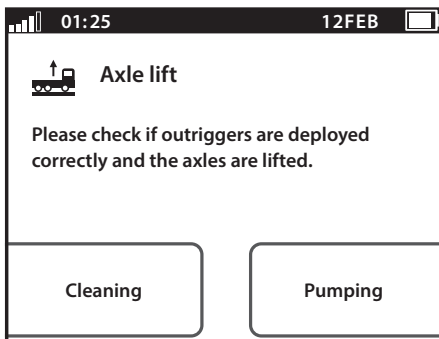 01:25 12FEB
Axle lift
Please check if outriggers are deployed
correctly and the axles are lifted.
Cleaning Pumping